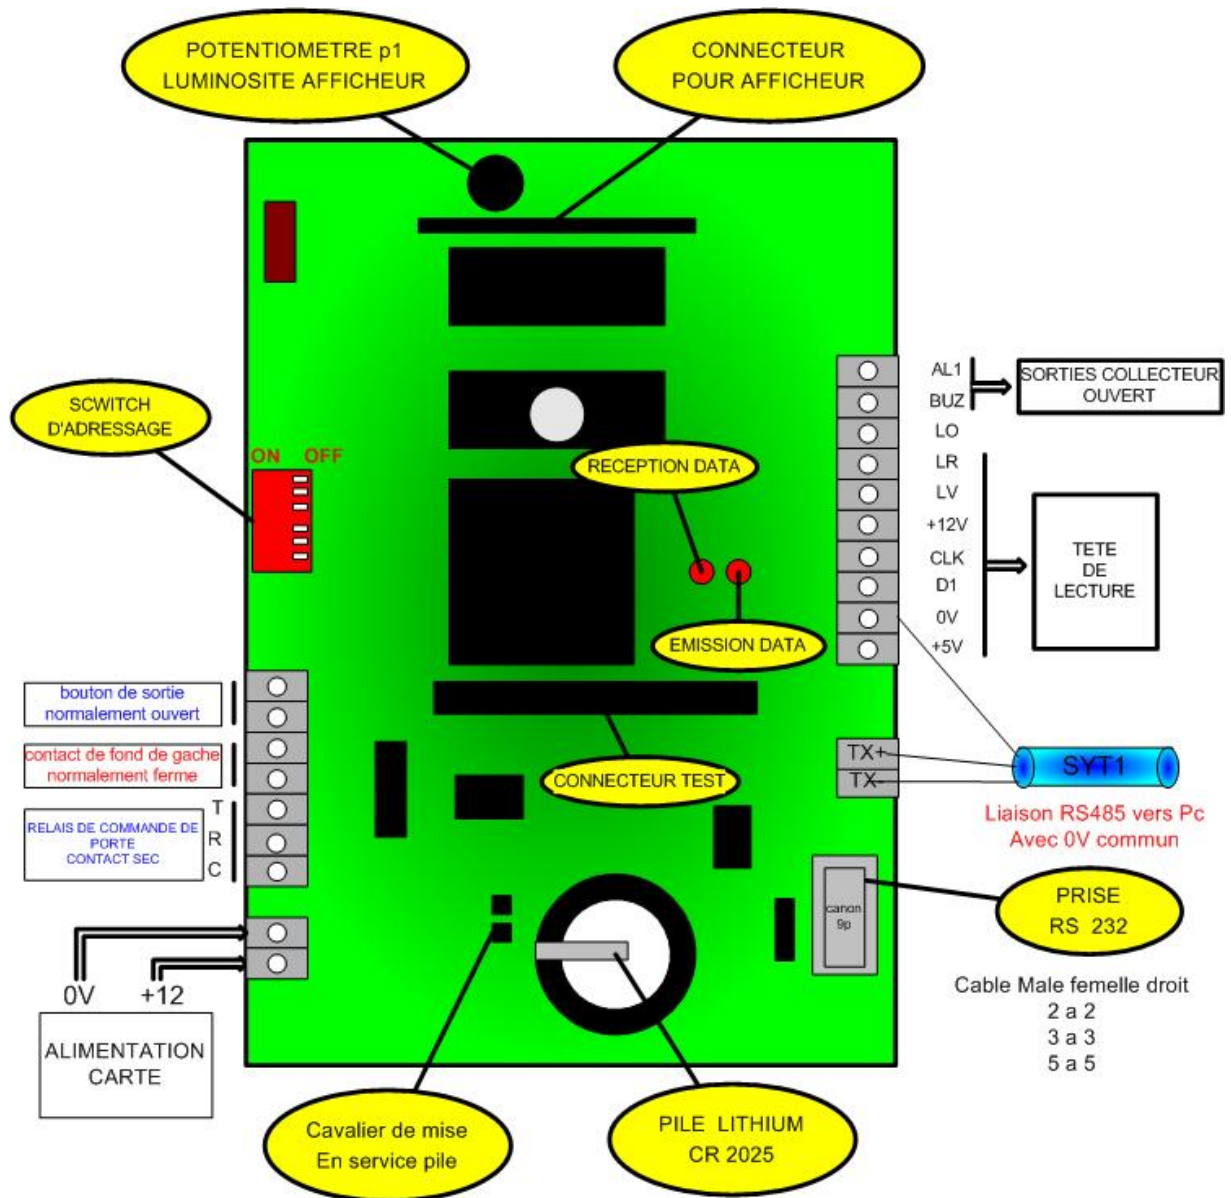 POTENTIOMETRE p1
LUMINOSITE AFFICHEUR
CONNECTEUR
POUR AFFICHEUR
SCWITCH
D'ADRESSAGE
ON OFF
RECEPTION DATA
EMISSION DATA
AL1
BUZ
LO
LR
LV
+12V
CLK
D1
0V
+5V
SORTIES COLLECTEUR
OUVERT
TETE
DE
LECTURE
bouton de sortie
normalement ouvert
contact de fond de gache
normalement ferme
RELAIS DE COMMANDE DE
PORTE
CONTACT SEC
T
R
C
CONNECTEUR TEST
TX+
TX-
SYT1
Liaison RS485 vers Pc
Avec 0V commun
canon
9p
PRISE
RS 232
Cable Male femelle droit
2 a 2
3 a 3
5 a 5
0V +12
ALIMENTATION
CARTE
Cavalier de mise
En service pile
PILE LITHIUM
CR 2025